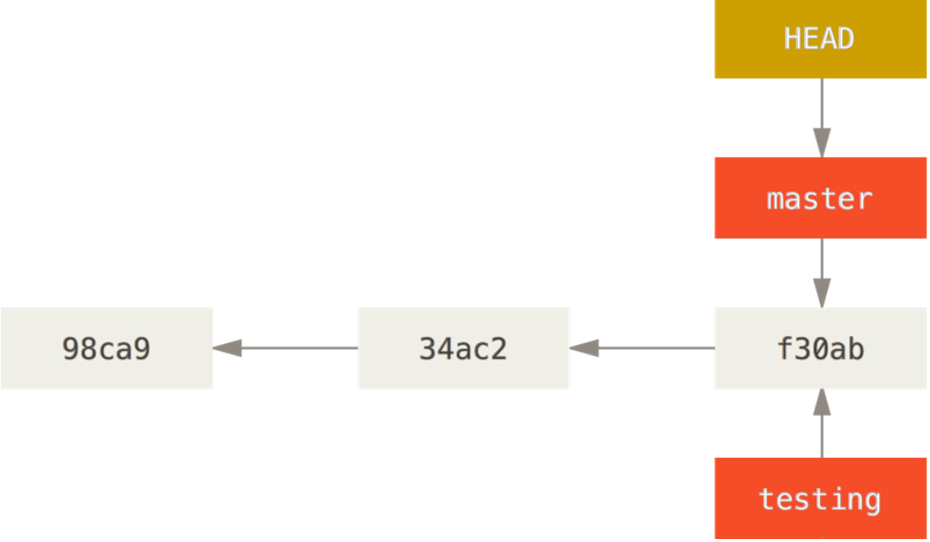 HEAD
master
98ca9
34ac2
f30ab
testing